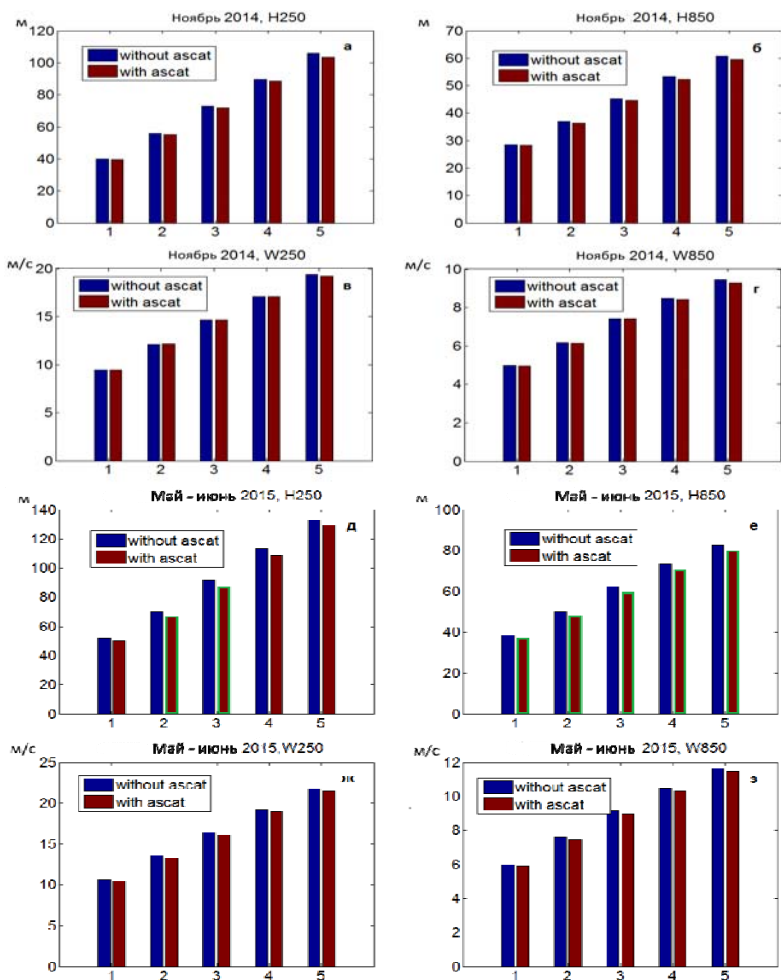 м
Ноябрь 2014, H250
а
without ascat
with ascat
120
100
80
60
40
20
0
1 2 3 4 5
м
Ноябрь 2014, H850
б
without ascat
with ascat
70
60
50
40
30
20
10
0
1 2 3 4 5
м/с
Ноябрь 2014, W250
в
without ascat
with ascat
20
15
10
5
0
1 2 3 4 5
м/с
Ноябрь 2014, W850
г
without ascat
with ascat
10
8
6
4
2
0
1 2 3 4 5
м
Май - июнь 2015, H250
д
without ascat
with ascat
140
120
100
80
60
40
20
0
1 2 3 4 5
м
Май - июнь 2015, H850
е
without ascat
with ascat
100
80
60
40
20
0
1 2 3 4 5
м/с
Май - июнь 2015,W250
ж
without ascat
with ascat
25
20
15
10
5
0
1 2 3 4 5
м/с
Май - июнь 2015, W850
з
without ascat
with ascat
12
10
8
6
4
2
0
1 2 3 4 5